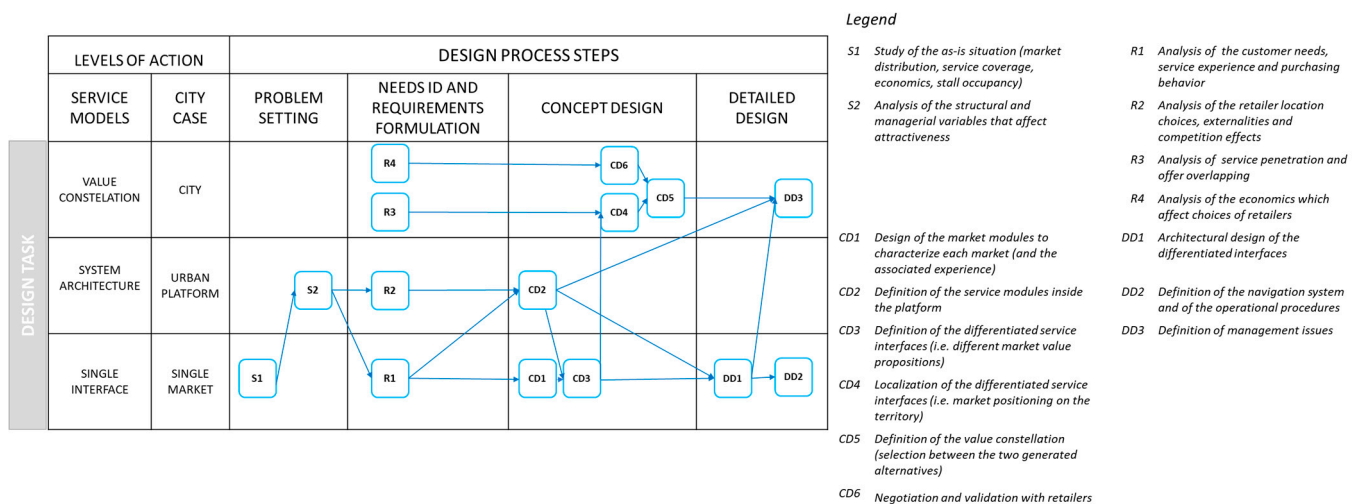 Legend
LEVELS OF ACTION
DESIGN PROCESS STEPS
SERVICE
MODELS
CITY
CASE
PROBLEM
SETTING
NEEDS ID AND
REQUIREMENTS
FORMULATION
CONCEPT DESIGN
DETAILED
DESIGN
DESIGN TASK
VALUE
CONSTELATION
CITY
R4
R3
CD6
CD4
CD5
DD3
SYSTEM
ARCHITECTURE
URBAN
PLATFORM
S2
R2
CD2
SINGLE
INTERFACE
SINGLE
MARKET
S1
R1
CD1
CD3
DD1
DD2
S1 Study of the as-is situation (market
distribution, service coverage,
economics, stall occupancy)
S2 Analysis of the structural and
managerial variables that affect
attractiveness
R1 Analysis of the customer needs,
service experience and purchasing
behavior
R2 Analysis of the retailer location
choices, externalities and
competition effects
R3 Analysis of service penetration and
offer overlapping
R4 Analysis of the economics which
affect choices of retailers
CD1 Design of the market modules to
characterize each market (and the
associated experience)
CD2 Definition of the service modules inside
the platform
CD3 Definition of the differentiated service
interfaces (i.e. different market value
propositions)
CD4 Localization of the differentiated service
interfaces (i.e. market positioning on the
territory)
CD5 Definition of the value constellation
(selection between the two generated
alternatives)
CD6 Negotiation and validation with retailers
DD1 Architectural design of the
differentiated interfaces
DD2 Definition of the navigation system
and of the operational procedures
DD3 Definition of management issues